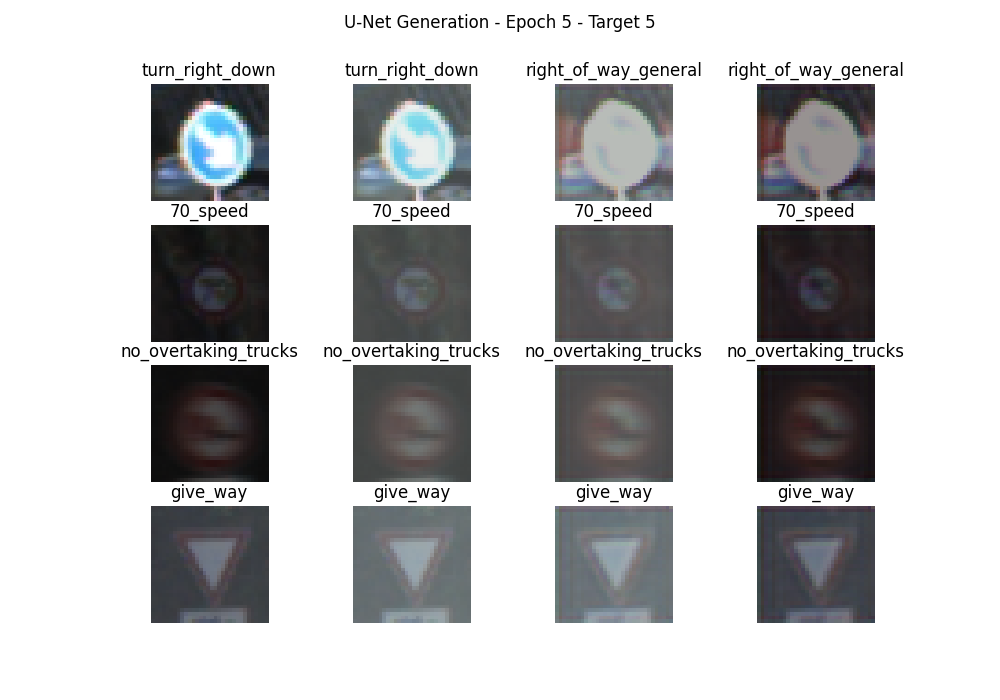 U-Net Generation - Epoch 5 - Target 5
turn_right_down turn_right_down right_of_way_general right_of_way_general
70_speed 70_speed 70_speed 70_speed
no_overtaking_trucks no_overtaking_trucks no_overtaking_trucks no_overtaking_trucks
give_way give_way give_way give_way